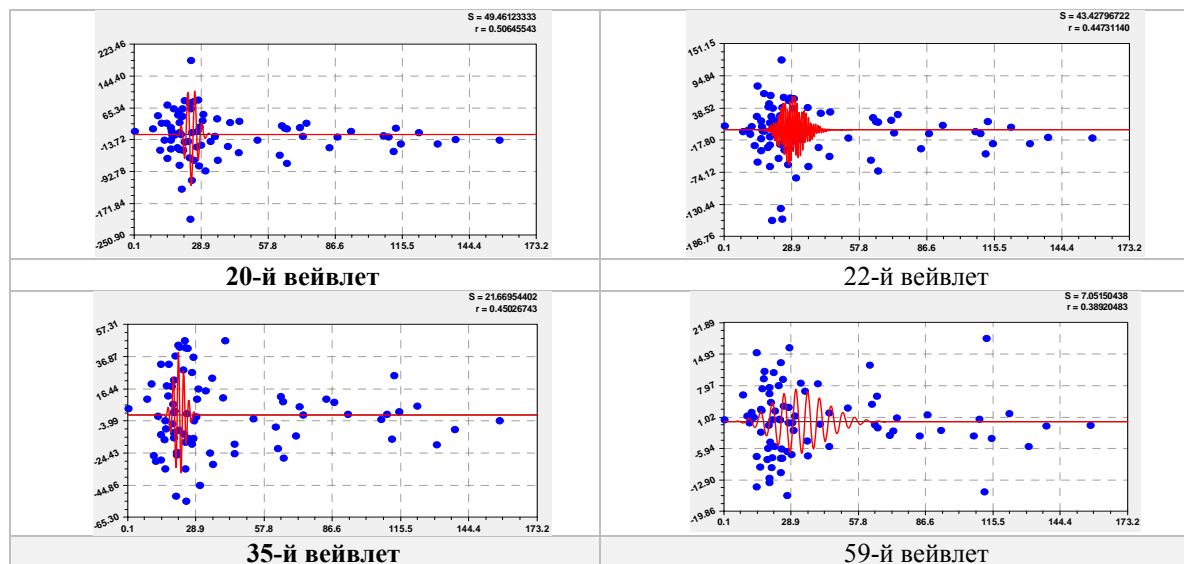 S = 49.46123333
r = 0.50645543
223.46
144.40
65.34
-13.72
-92.78
-171.84
-250.90
0.1 28.9 57.8 86.6 115.5 144.4 173.2
20-й вейвлет
S = 43.42796722
r = 0.44731140
151.15
94.84
38.52
-17.80
-74.12
-130.44
-186.76
0.1 28.9 57.8 86.6 115.5 144.4 173.2
22-й вейвлет
S = 21.66954402
r = 0.45026743
57.31
36.87
16.44
-3.99
-24.43
-44.86
-65.30
0.1 28.9 57.8 86.6 115.5 144.4 173.2
35-й вейвлет
S = 7.05150438
r = 0.38920483
21.89
14.93
7.97
1.02
-5.94
-12.90
-19.86
0.1 28.9 57.8 86.6 115.5 144.4 173.2
59-й вейвлет